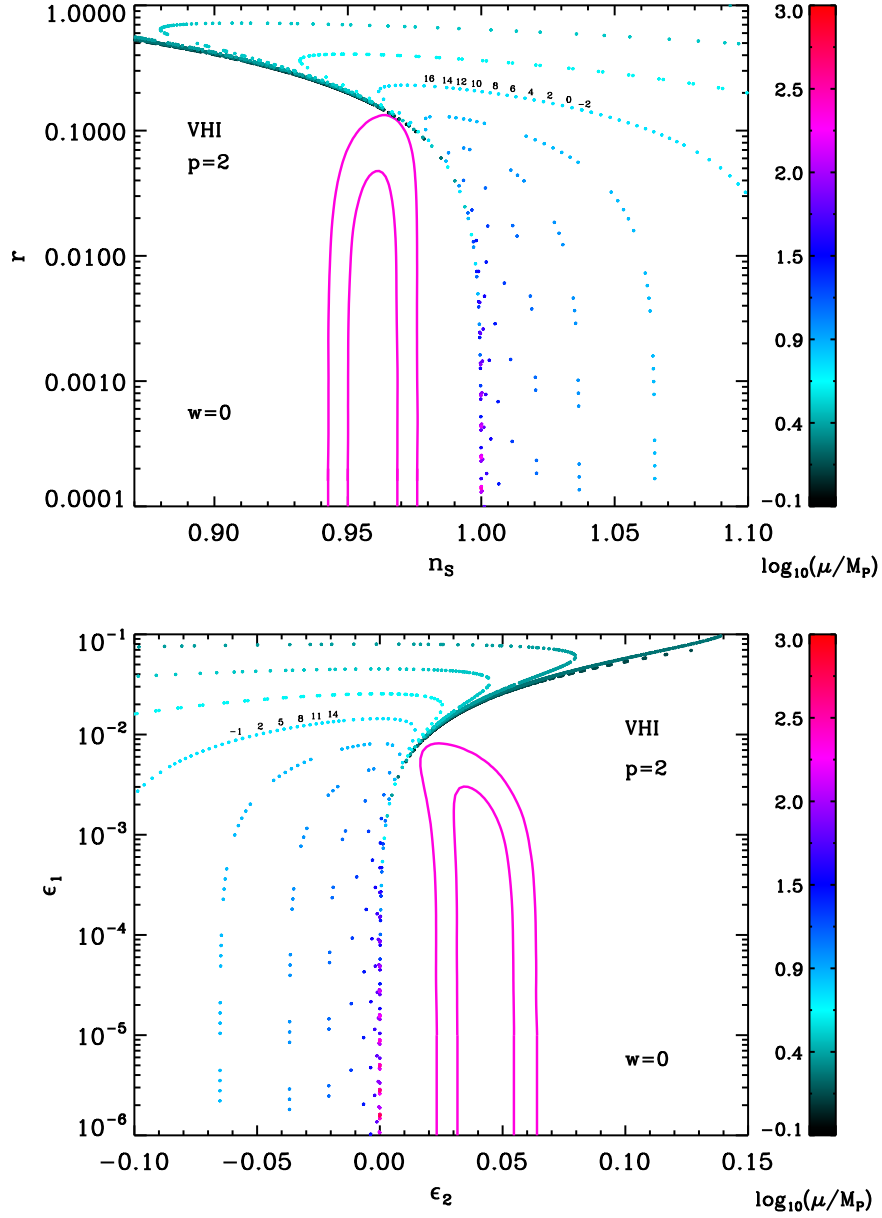 1.0000
0.1000
0.0100
0.0010
0.0001
r
16 14 12 10 8 6 4 2 0 -2
VHI
p=2
w=0
0.90 0.95 1.00 1.05 1.10
n_S
3.0
2.5
2.0
1.5
0.9
0.4
-0.1
log₁₀(μ/M_P)
10⁻¹
10⁻²
10⁻³
10⁻⁴
10⁻⁵
10⁻⁶
ϵ₁
-1 2 5 8 11 14
VHI
p=2
w=0
-0.10 -0.05 0.00 0.05 0.10 0.15
ϵ₂
3.0
2.5
2.0
1.5
0.9
0.4
-0.1
log₁₀(μ/M_P)